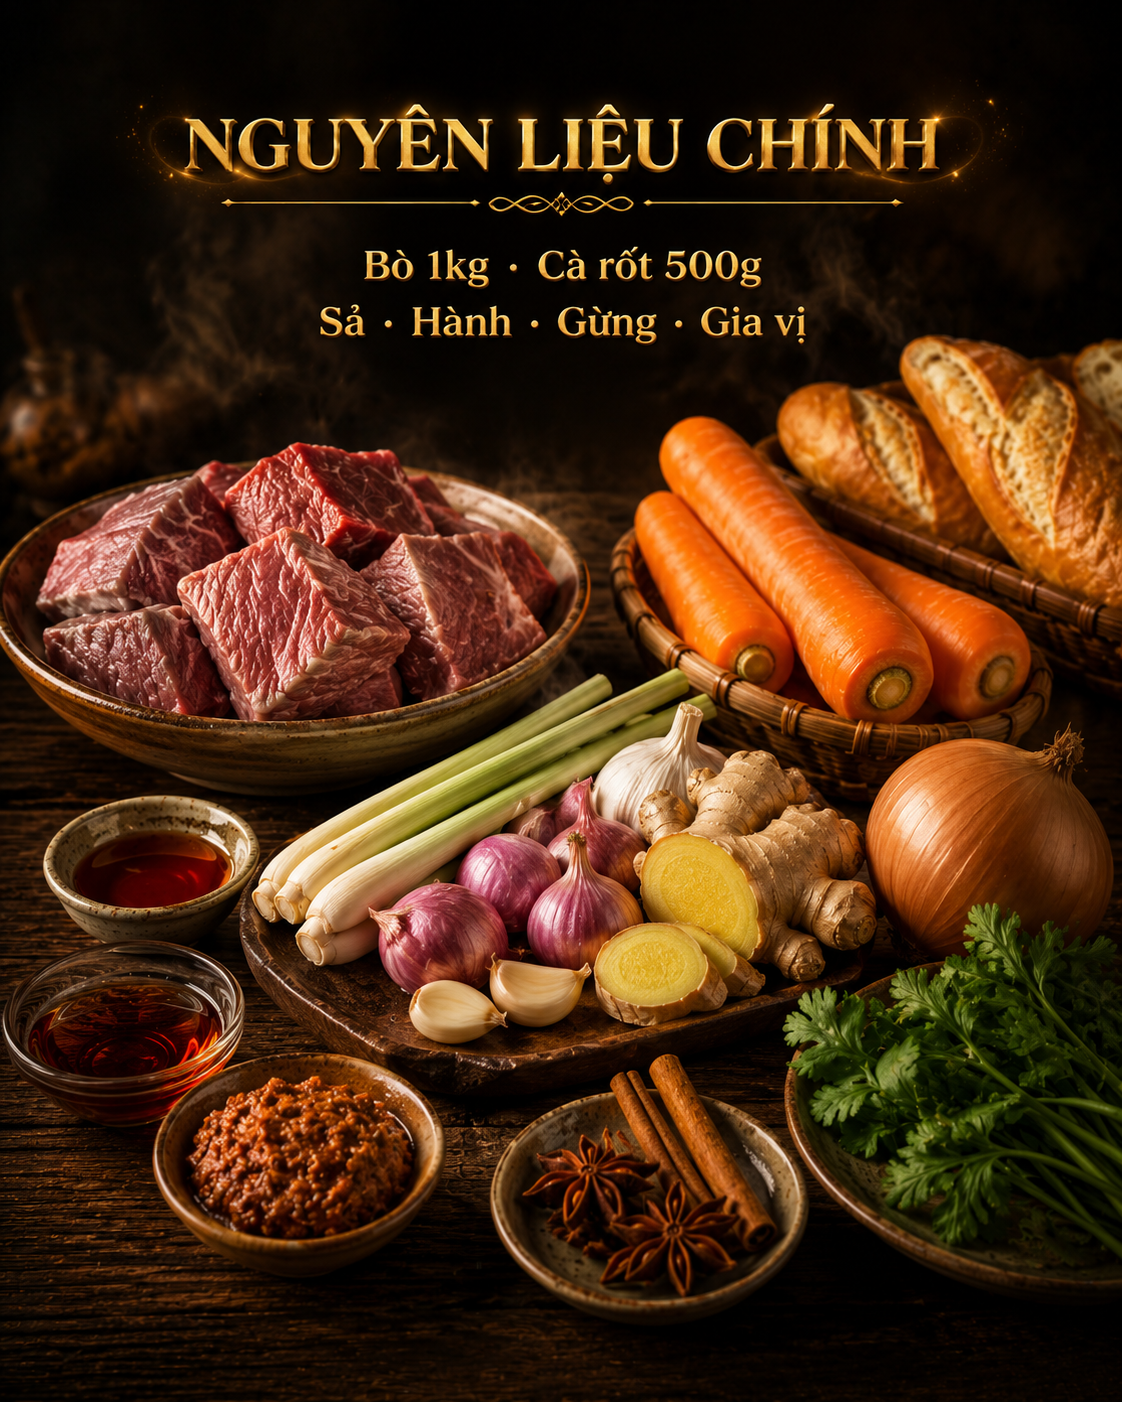 NGUYÊN LIỆU CHÍNH
Bò 1kg · Cà rốt 500g
Sả · Hành · Gừng · Gia vị